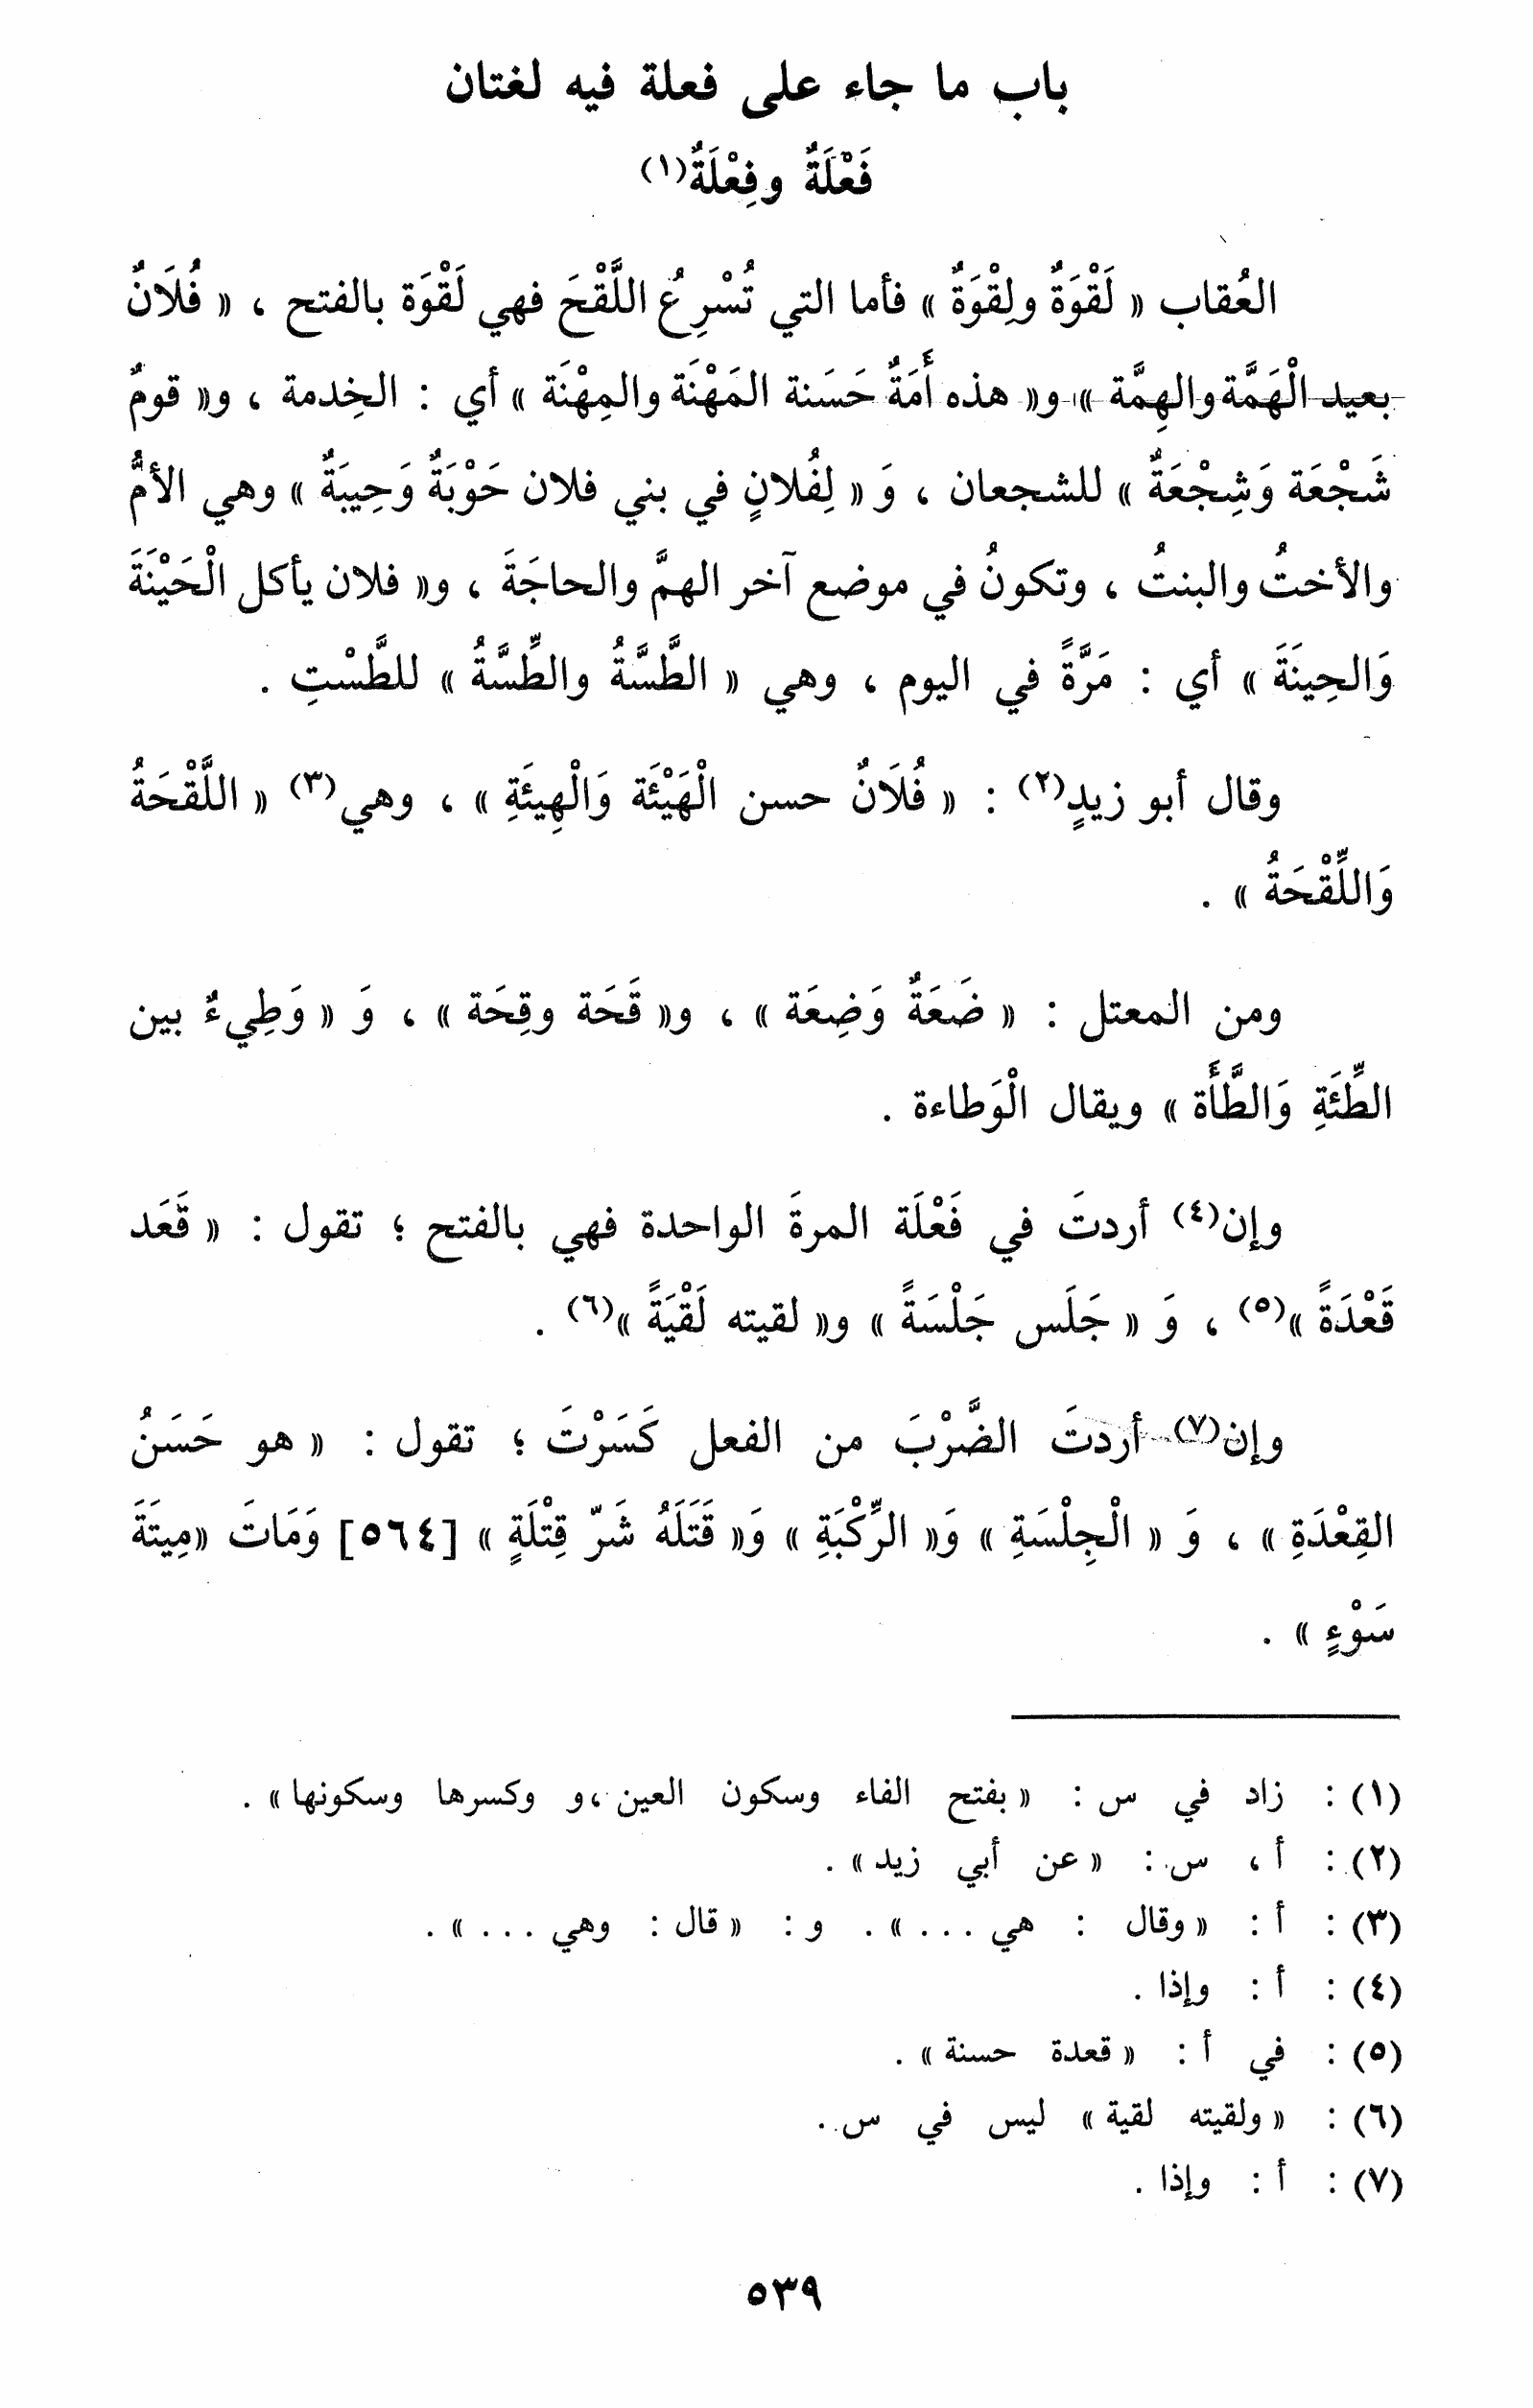 باب ما جاء على فعلة فيه لغتان
فَعْلَةٌ وفِعْلَةٌ(١)
العُقاب « لَقْوَةٌ ولِقْوَةٌ » فأما التي تُسْرِعُ اللَّقْحَ فهي لَقْوَة بالفتح ، « فُلَانٌ
بعيد الْهَمَّة والهِمَّة » و« هذه أَمَةٌ حَسَنة المَهْنَة والمِهْنَة » أي : الخِدمة ، و« قومٌ
شَجْعَة وَشِجْعَةٌ » للشجعان ، وَ « لِفُلانٍ في بني فلان حَوْبَةٌ وَحِيبَةٌ » وهي الأمُّ
والأختُ والبنتُ ، وتكونُ في موضع آخر الهمَّ والحاجَةَ ، و« فلان يأكل الْحَيْنَةَ
وَالحِينَةَ » أي : مَرَّةً في اليوم ، وهي « الطَّسَّةُ والطِّسَّةُ » للطَّسْتِ .
وقال أبو زيدٍ(٢) : « فُلَانٌ حسن الْهَيْئَة وَالْهِيئَةِ » ، وهي(٣) « اللَّقْحَةُ
وَاللِّقْحَةُ » .
ومن المعتل : « ضَعَةٌ وَضِعَة » ، و« قَحَة وقِحَة » ، وَ « وَطِيءٌ بين
الطِّئَةِ وَالطَّأَة » ويقال الْوَطاءة .
وإن(٤) أردتَ في فَعْلَة المرةَ الواحدة فهي بالفتح ؛ تقول : « قَعَد
قَعْدَةً »(٥) ، وَ « جَلَس جَلْسَةً » و« لقيته لَقْيَةً »(٦) .
وإن(٧) أردتَ الضَّرْبَ من الفعل كَسَرْتَ ؛ تقول : « هو حَسَنُ
القِعْدَةِ » ، وَ « الْجِلْسَةِ » وَ« الرِّكْبَةِ » وَ« قَتَلَهُ شَرّ قِتْلَةٍ » [٥٦٤] وَمَاتَ «مِيتَةَ
سَوْءٍ » .
(١) : زاد في س : « بفتح الفاء وسكون العين ،و وكسرها وسكونها» .
(٢) : أ ، س : « عن أبي زيد» .
(٣) : أ : « وقال : هي . . .» . و : « قال : وهي . . .» .
(٤) : أ : وإذا .
(٥) : في أ : « قعدة حسنة» .
(٦) : « ولقيته لقية» ليس في س .
(٧) : أ : وإذا .
٥٣٩